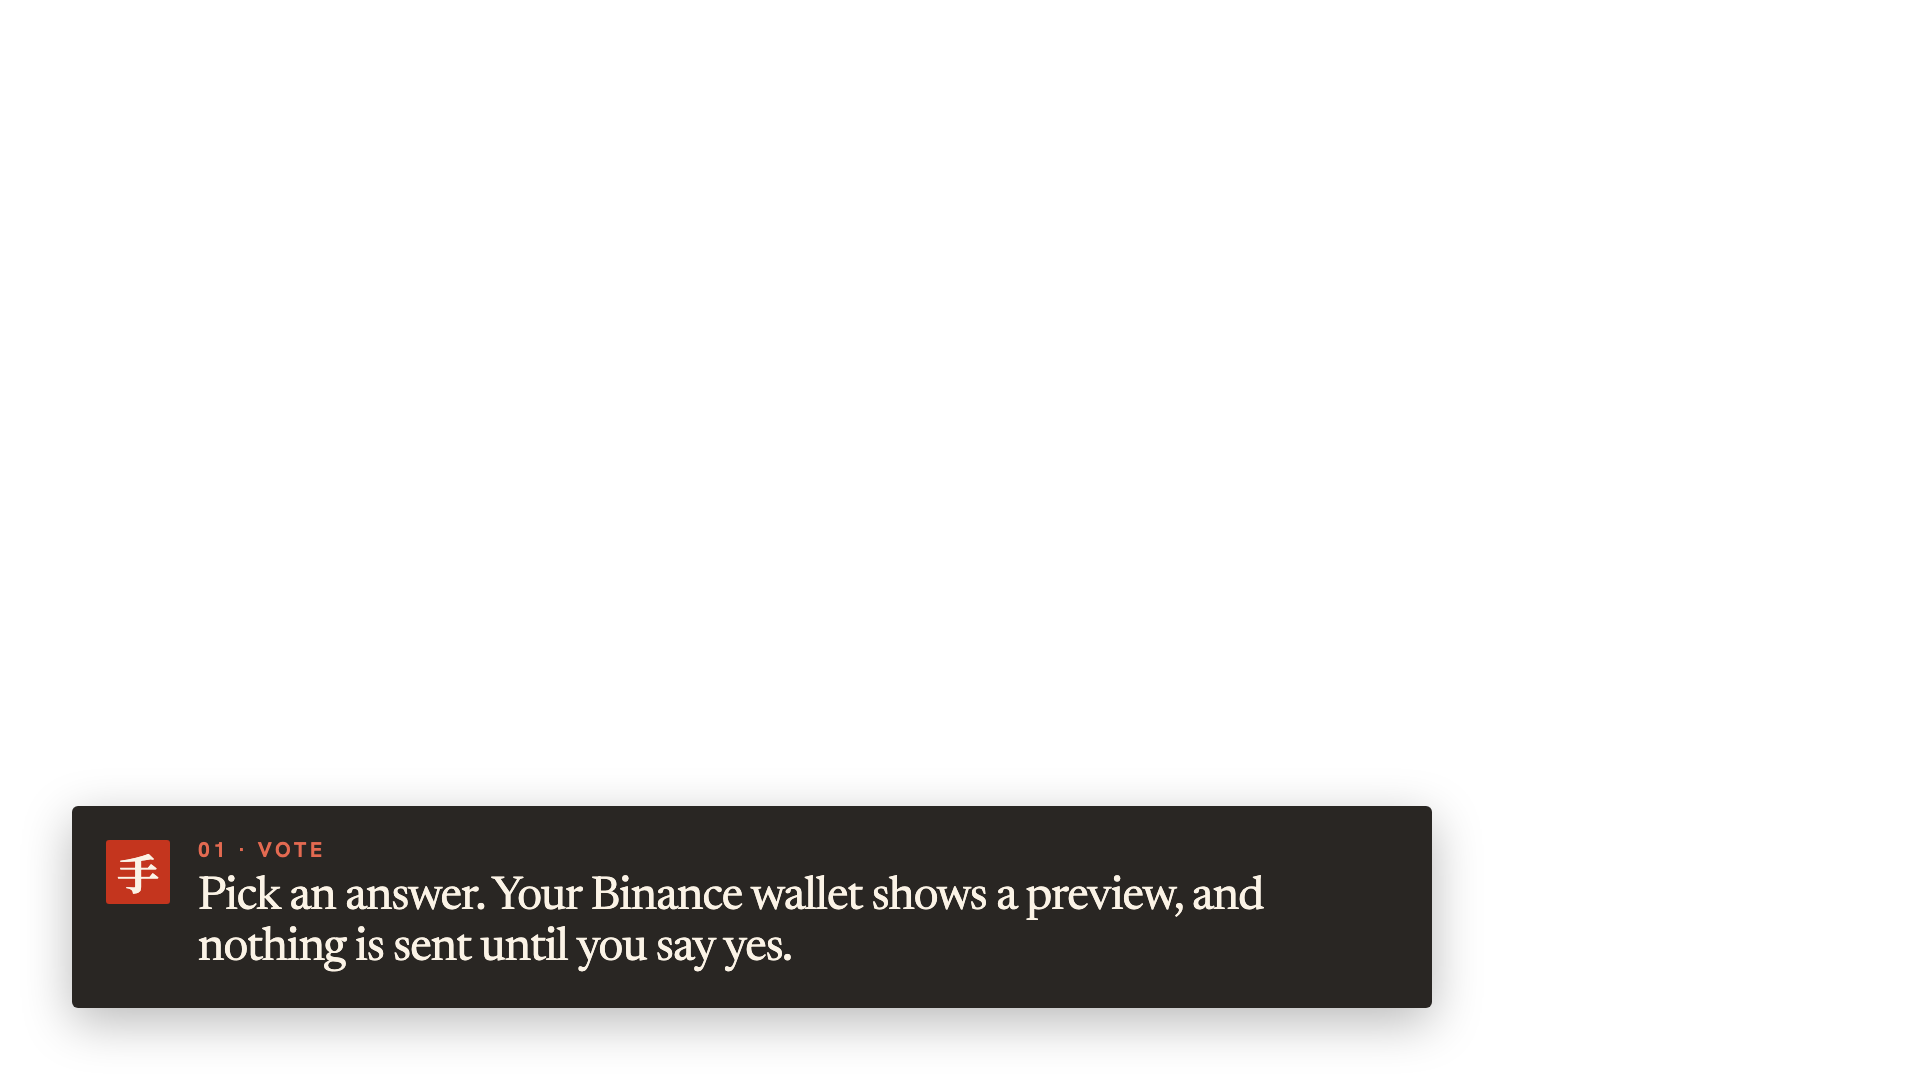 手
01 · VOTE
Pick an answer. Your Binance wallet shows a preview, and
nothing is sent until you say yes.